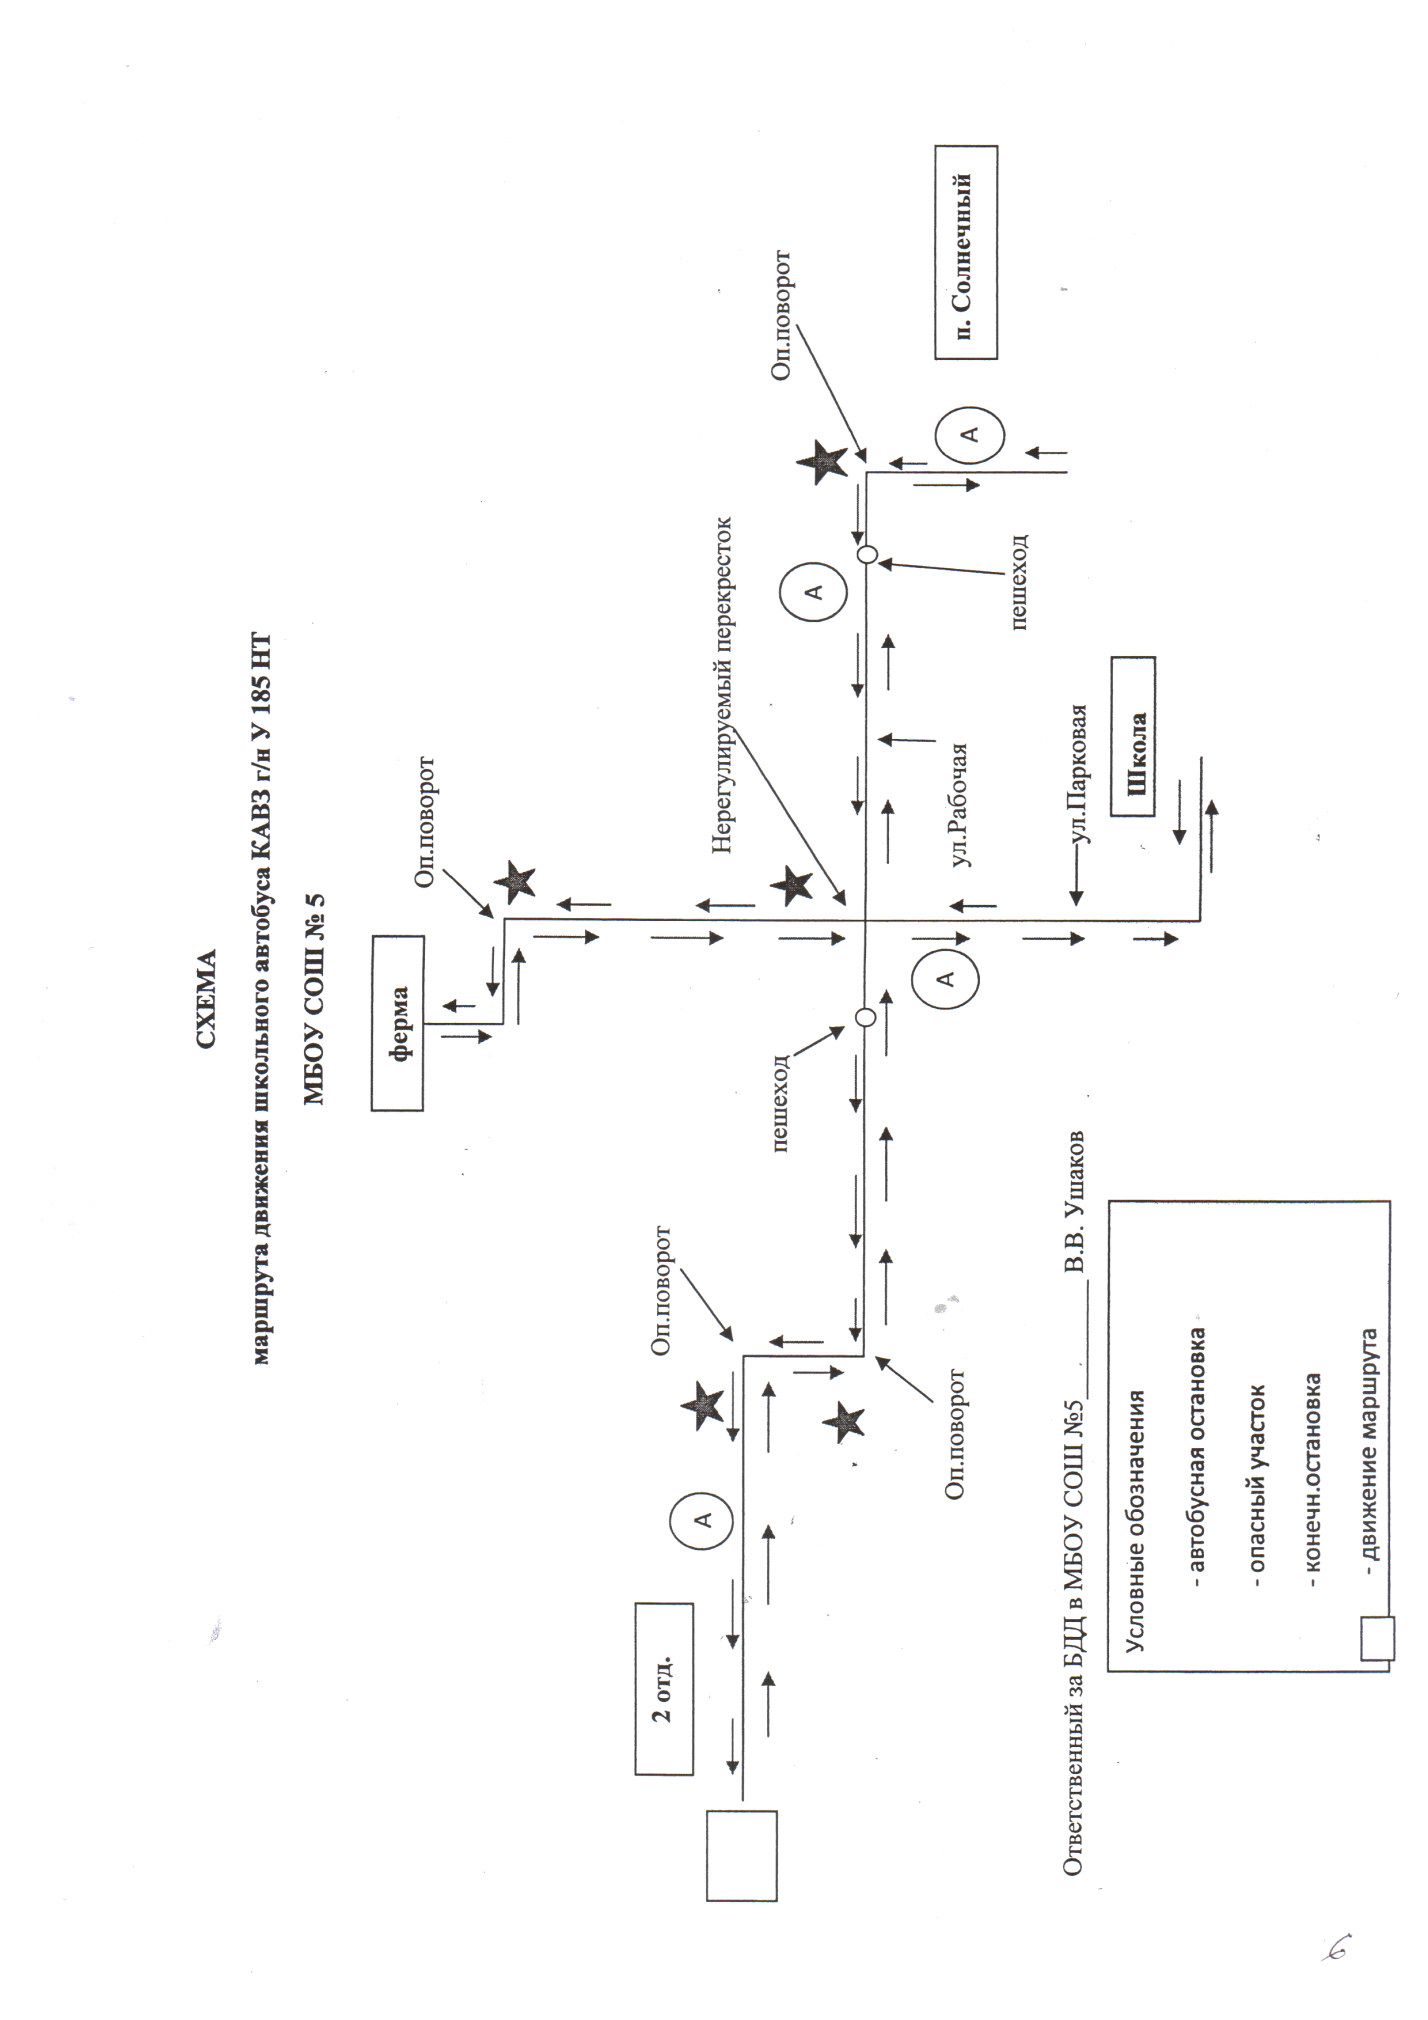 СХЕМА
маршрута движения школьного автобуса КАВЗ г/н У 185 НТ
МБОУ СОШ № 5
ферма
Оп.поворот
2 отд.
А
Оп.поворот
Нерегулируемый перекресток
Оп.поворот
пешеход
А
п. Солнечный
А
А
Оп.поворот
ул.Рабочая
пешеход
ул.Парковая
Школа
Ответственный за БДД в МБОУ СОШ №5_________ В.В. Ушаков
Условные обозначения
- автобусная остановка
- опасный участок
- конечн.остановка
- движение маршрута
6